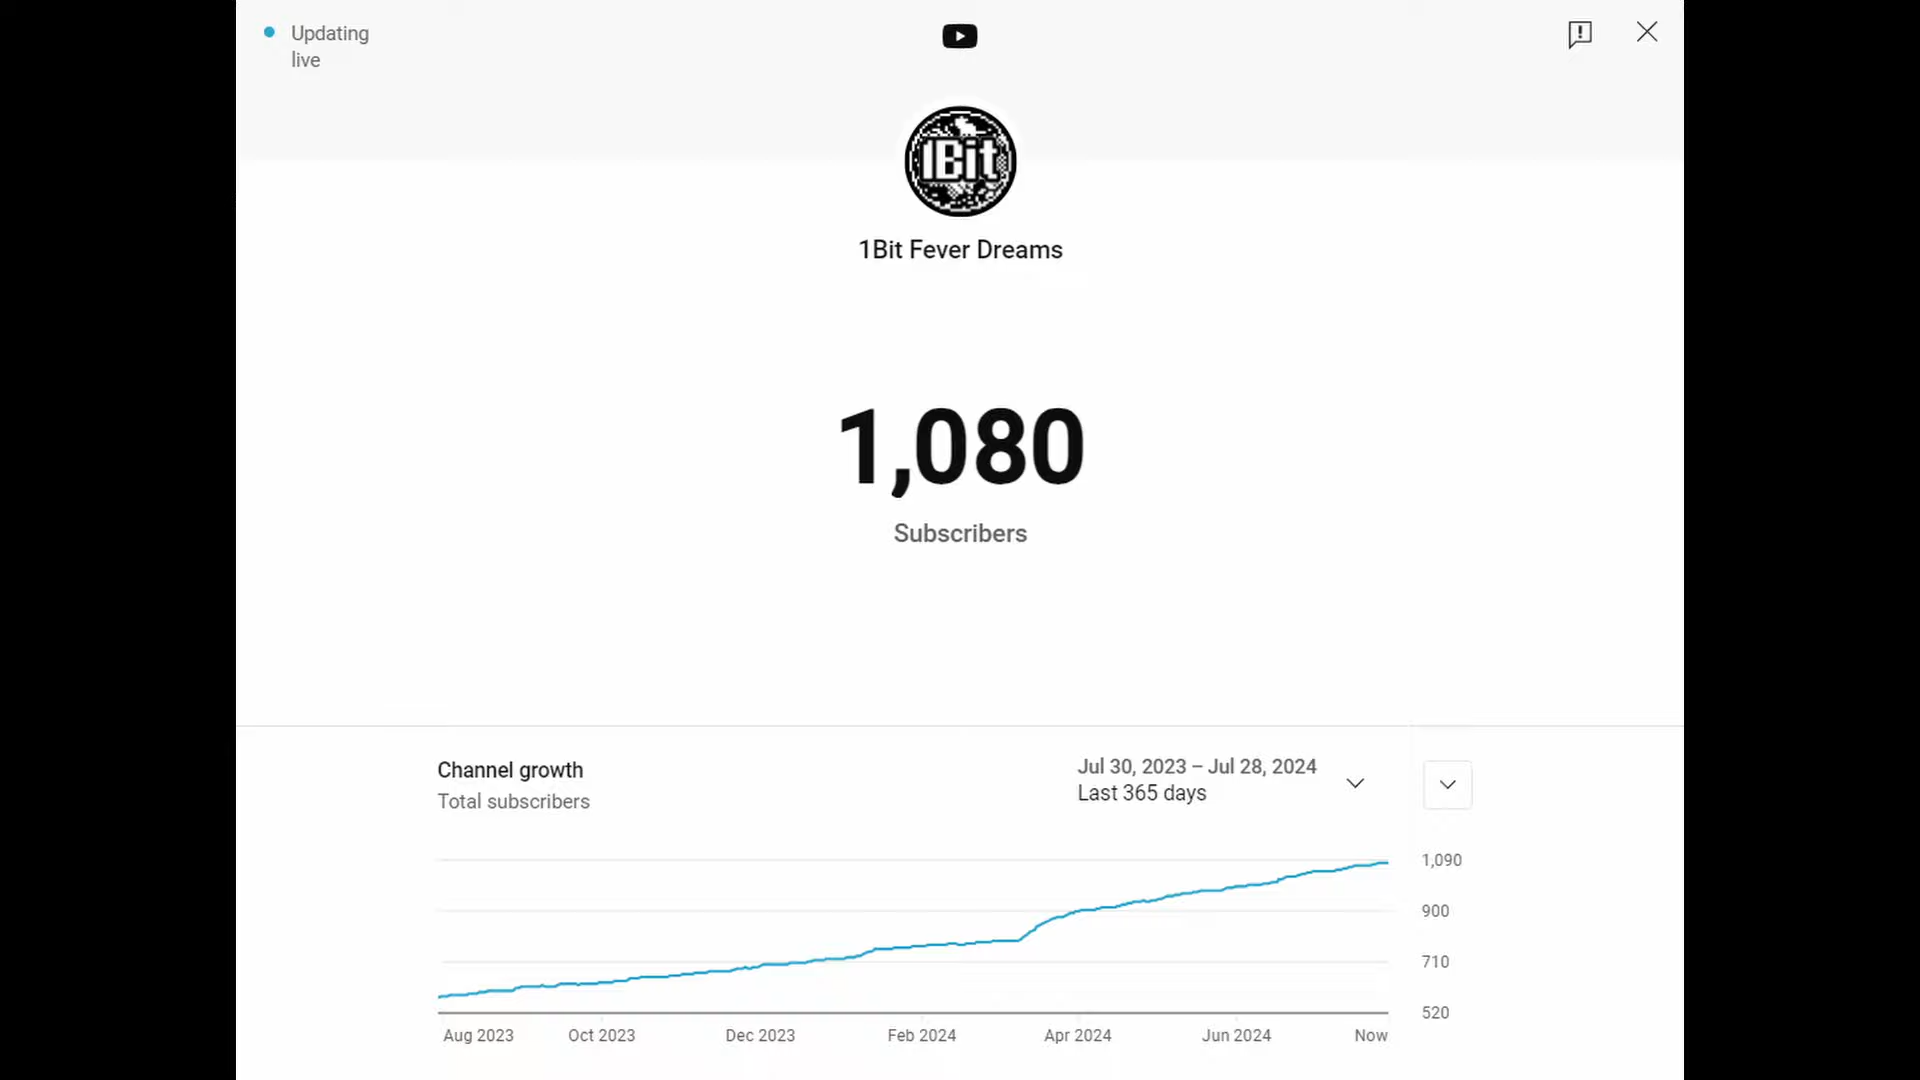 Updating
live
1Bit
1Bit Fever Dreams
1,080
Subscribers
Channel growth
Total subscribers
Jul 30, 2023 – Jul 28, 2024
Last 365 days
1,090
900
710
520
Aug 2023 Oct 2023 Dec 2023 Feb 2024 Apr 2024 Jun 2024 Now